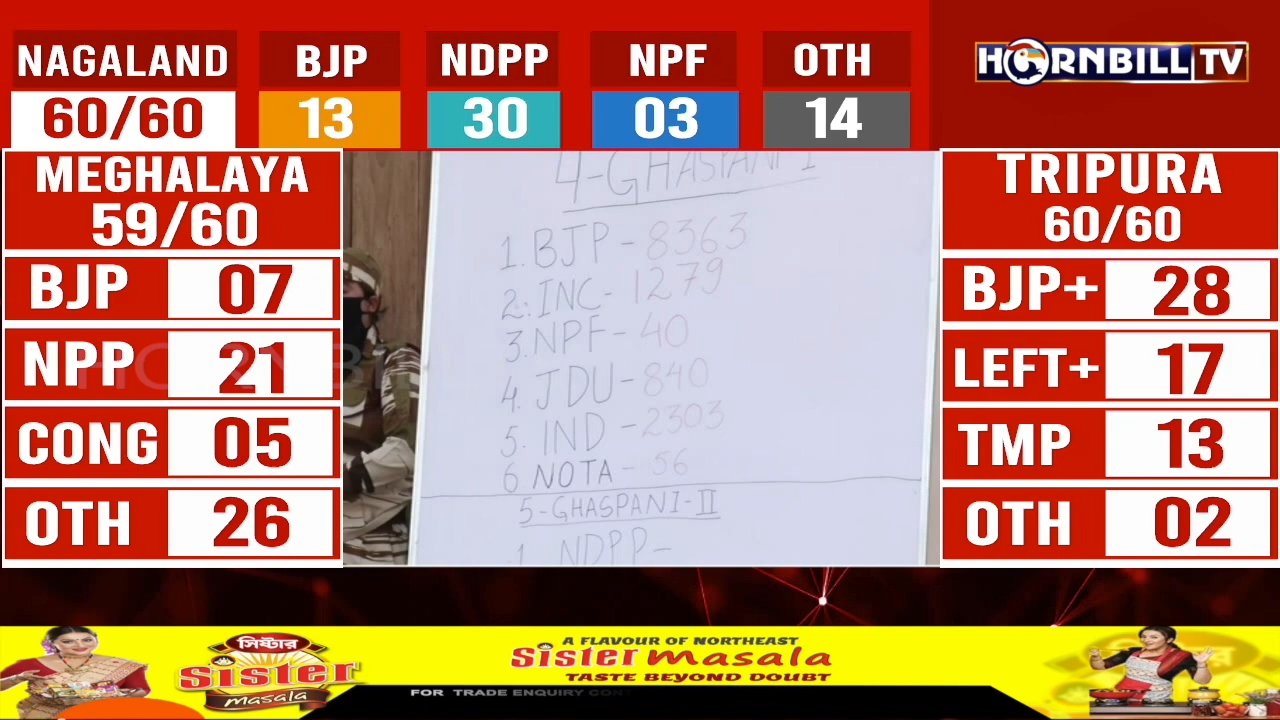 NAGALAND BJP NDPP NPF OTH
60/60 13 30 03 14
HORNBILL TV
MEGHALAYA
59/60
BJP 07
NPP 21
CONG 05
OTH 26
4-GHASPANI-I
1. BJP - 8363
2. INC - 1279
3. NPF - 40
4. JDU - 840
5. IND - 2303
6 NOTA - 56
5-GHASPANI-II
1. NDPP -
TRIPURA
60/60
BJP+ 28
LEFT+ 17
TMP 13
OTH 02
সিষ্টার
sister
masala
A FLAVOUR OF NORTHEAST
sister masala
TASTE BEYOND DOUBT
FOR TRADE ENQUIRY